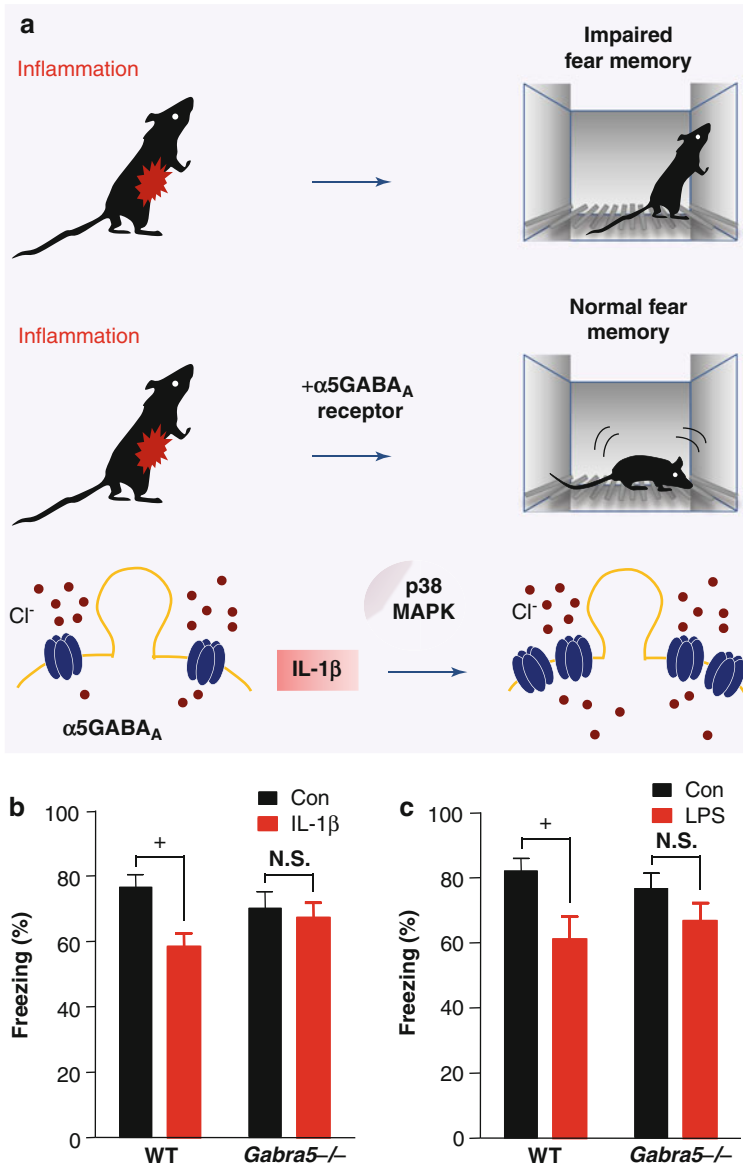 a
Inflammation
Impaired
fear memory
Inflammation
+α5GABA_A
receptor
Normal fear
memory
Cl⁻
α5GABA_A
IL-1β
p38
MAPK
Cl⁻
b
Con
IL-1β
Freezing (%)
100
80
60
40
20
0
+
N.S.
WT
Gabra5–/–
c
Con
LPS
Freezing (%)
100
80
60
40
20
0
+
N.S.
WT
Gabra5–/–